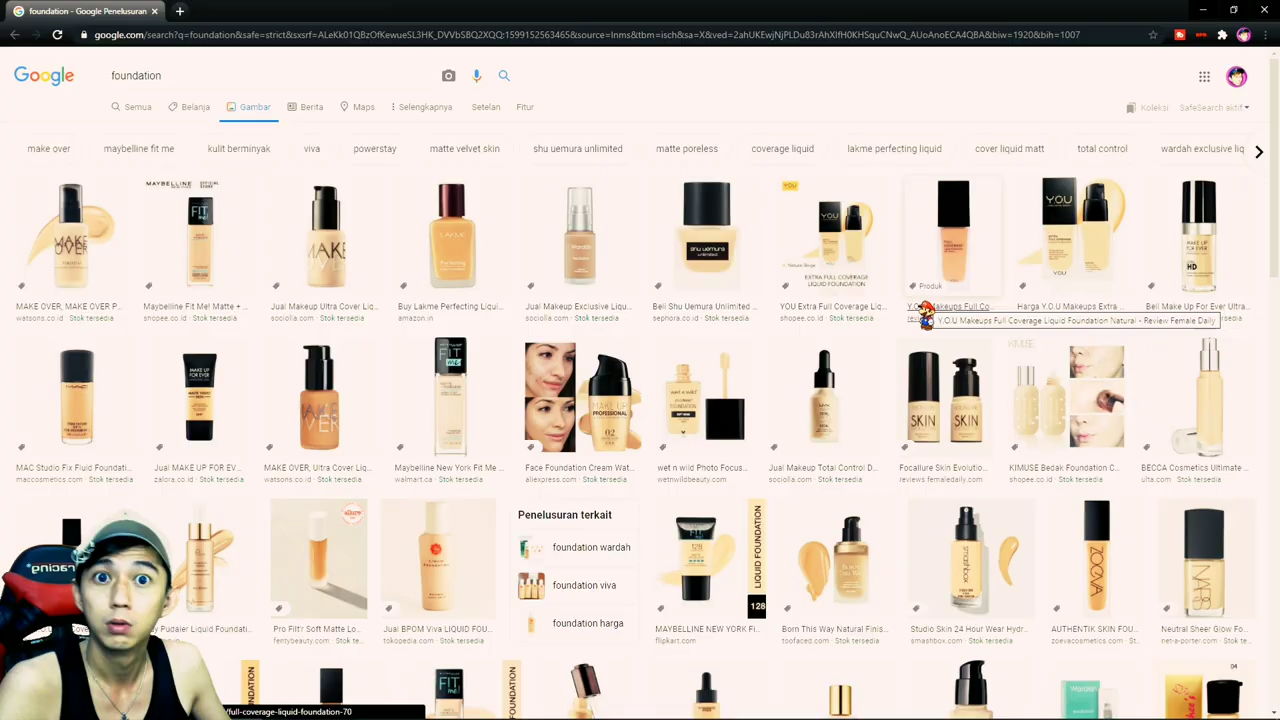 foundation - Google Penelusuran
google.com/search?q=foundation&safe=strict&sxsrf=ALeKk01QBzOfKewueSL3HK_DVVbSBQ2XQQ:1599152563465&source=lnms&tbm=isch&sa=X&ved=2ahUKEwjNjPLDu83rAhXIfH0KHSquCNwQ_AUoAnoECA4QBA&biw=1920&bih=1007
Google
foundation
Semua Belanja Gambar Berita Maps Selengkapnya Setelan Fitur
Koleksi SafeSearch aktif
make over maybelline fit me kulit berminyak viva powerstay matte velvet skin shu uemura unlimited matte poreless coverage liquid lakme perfecting liquid cover liquid matt total control wardah exclusive liq
Produk
MAKE OVER, MAKE OVER P...
watsons.co.id · Stok tersedia
Maybelline Fit Me! Matte + ...
shopee.co.id · Stok tersedia
Jual Makeup Ultra Cover Liq...
sociolla.com · Stok tersedia
Buy Lakme Perfecting Liqui...
amazon.in
Jual Makeup Exclusive Liqu...
sociolla.com · Stok tersedia
Beli Shu Uemura Unlimited ...
sephora.co.id · Stok tersedia
YOU Extra Full Coverage Liq...
shopee.co.id · Stok tersedia
Makeups Full Co...
Harga Y.O.U Makeups Extra ...
Beli Make Up For Ever Ultra...
Y.O.U Makeups Full Coverage Liquid Foundation Natural - Review Female Daily
MAC Studio Fix Fluid Foundati...
maccosmetics.com · Stok tersedia
Jual MAKE UP FOR EV...
zalora.co.id · Stok tersedia
MAKE OVER, Ultra Cover Liq...
watsons.co.id · Stok tersedia
Maybelline New York Fit Me ...
walmart.ca · Stok tersedia
Face Foundation Cream Wat...
aliexpress.com · Stok tersedia
wet n wild Photo Focus...
wetnwildbeauty.com
Jual Makeup Total Control D...
sociolla.com · Stok tersedia
Focallure Skin Evolutio...
reviews.femaledaily.com
KIMUSE Bedak Foundation C...
shopee.co.id · Stok tersedia
BECCA Cosmetics Ultimate ...
ulta.com · Stok tersedia
Penelusuran terkait
foundation wardah
foundation viva
foundation harga
Pudaier Liquid Foundati...
Stok tersedia
Pro Filt'r Soft Matte Lo...
fentybeauty.com · Stok te...
Jual BPOM Viva LIQUID FOU...
tokopedia.com · Stok tersedia
MAYBELLINE NEW YORK Fi...
flipkart.com
Born This Way Natural Finis...
toofaced.com · Stok tersedia
Studio Skin 24 Hour Wear Hydr...
smashbox.com · Stok tersedia
AUTHENTIK SKIN FOU...
zoevacosmetics.com · S...
Neutral Sheer Glow Fo...
net-a-porter.com · Stok tersedia
/full-coverage-liquid-foundation-70